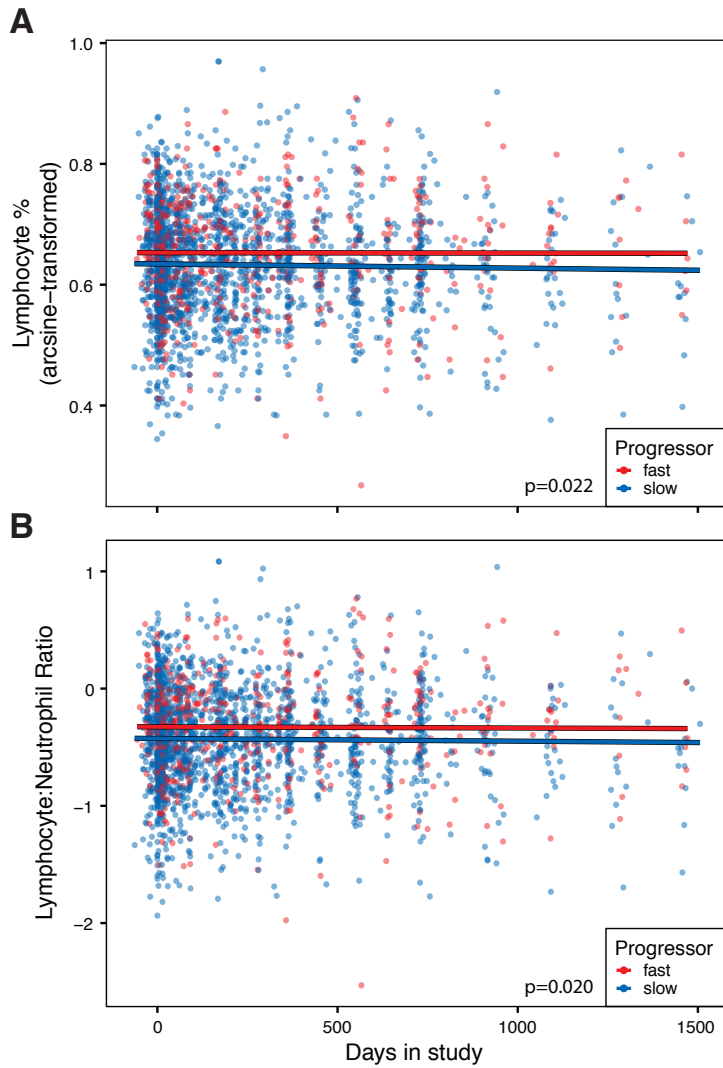 A
1.0
0.8
0.6
0.4
Lymphocyte %
(arcsine−transformed)
p=0.022
Progressor
fast
slow
B
1
0
−1
−2
Lymphocyte:Neutrophil Ratio
p=0.020
Progressor
fast
slow
0
500
1000
1500
Days in study